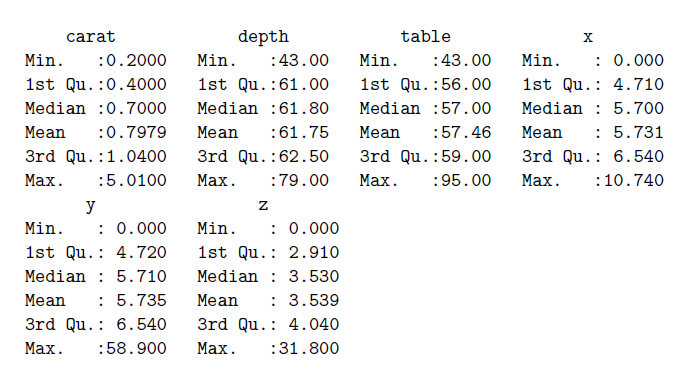 carat depth table x
Min. :0.2000 Min. :43.00 Min. :43.00 Min. : 0.000
1st Qu.:0.4000 1st Qu.:61.00 1st Qu.:56.00 1st Qu.: 4.710
Median :0.7000 Median :61.80 Median :57.00 Median : 5.700
Mean :0.7979 Mean :61.75 Mean :57.46 Mean : 5.731
3rd Qu.:1.0400 3rd Qu.:62.50 3rd Qu.:59.00 3rd Qu.: 6.540
Max. :5.0100 Max. :79.00 Max. :95.00 Max. :10.740
y z
Min. : 0.000 Min. : 0.000
1st Qu.: 4.720 1st Qu.: 2.910
Median : 5.710 Median : 3.530
Mean : 5.735 Mean : 3.539
3rd Qu.: 6.540 3rd Qu.: 4.040
Max. :58.900 Max. :31.800